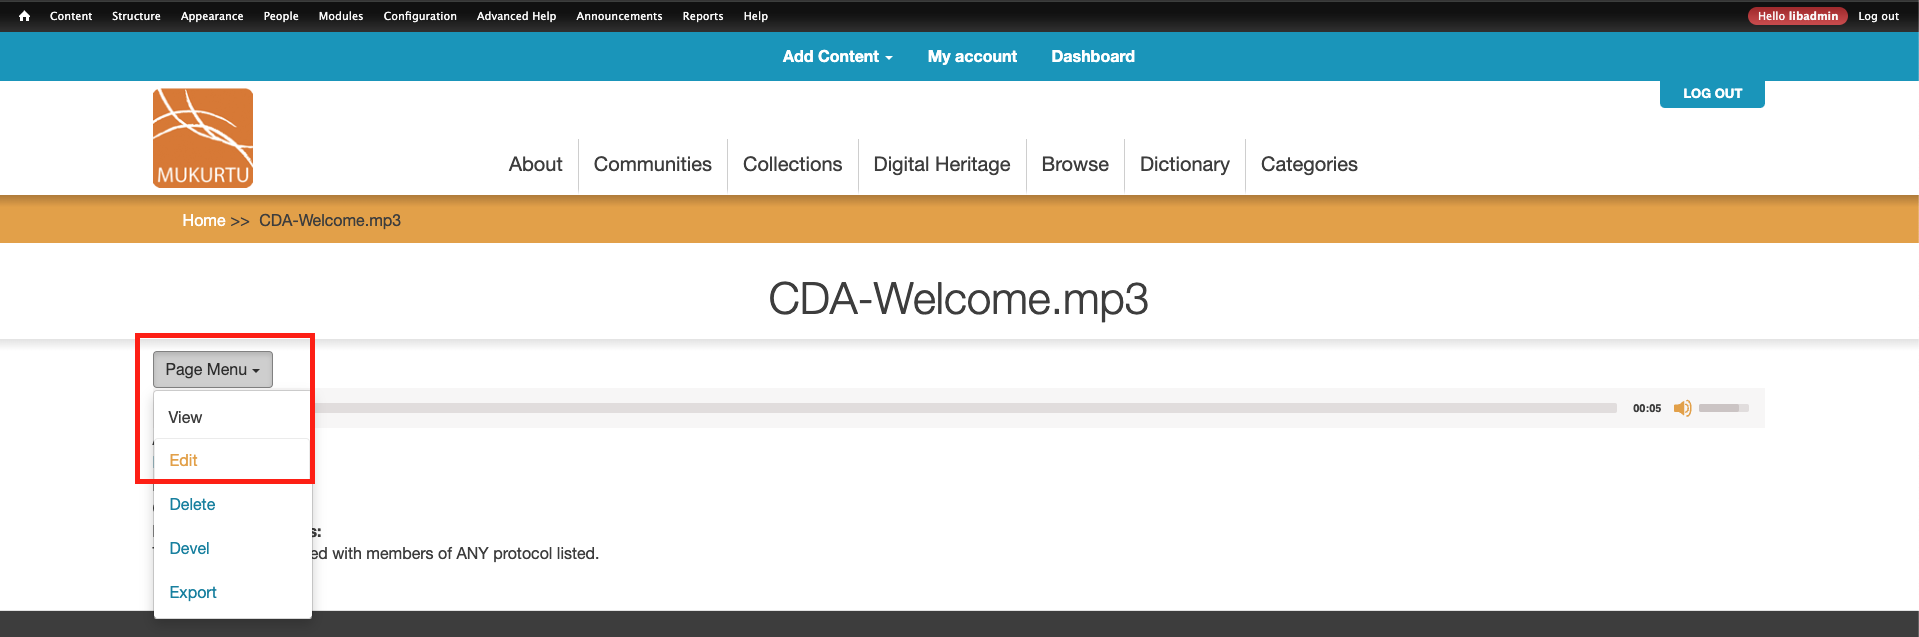 Content Structure Appearance People Modules Configuration Advanced Help Announcements Reports Help Hello libadmin Log out
Add Content My account Dashboard
LOG OUT
MUKURTU
About Communities Collections Digital Heritage Browse Dictionary Categories
Home >> CDA-Welcome.mp3
CDA-Welcome.mp3
Page Menu
View
00:05
Edit
Delete
s:
Devel
ed with members of ANY protocol listed.
Export